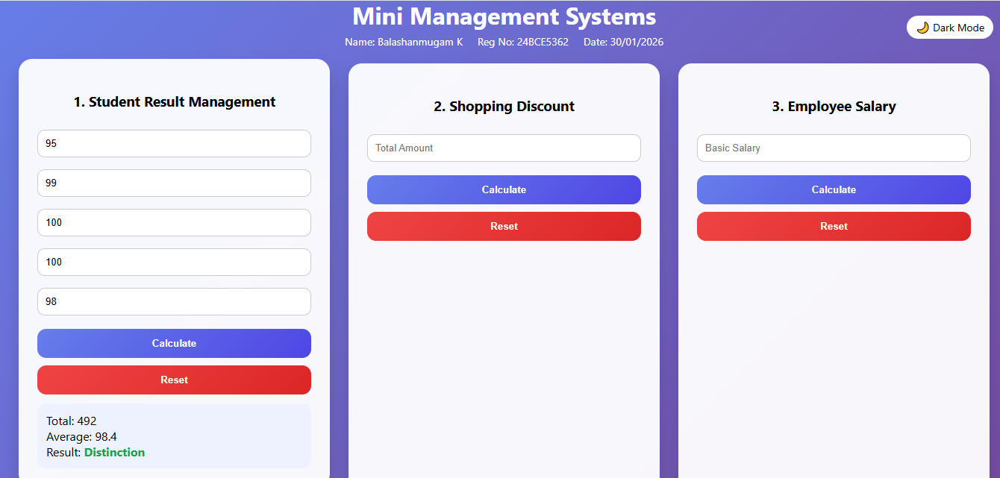 Mini Management Systems
Name: Balashanmugam K Reg No: 24BCE5362 Date: 30/01/2026
🌙 Dark Mode
1. Student Result Management
95
99
100
100
98
Calculate
Reset
Total: 492
Average: 98.4
Result: Distinction
2. Shopping Discount
Total Amount
Calculate
Reset
3. Employee Salary
Basic Salary
Calculate
Reset